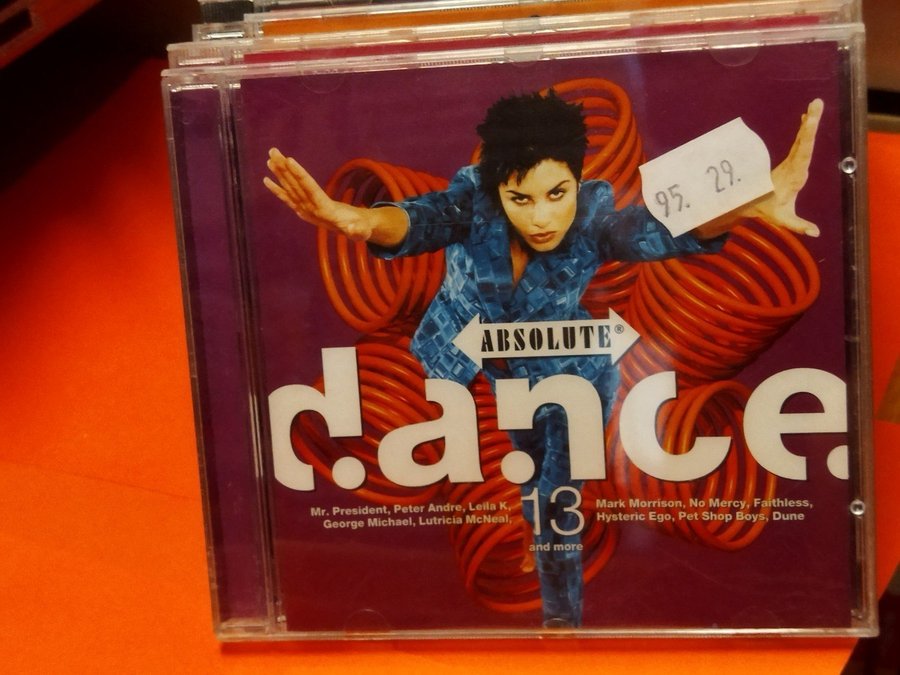 95. 29.
ABSOLUTE®
dance
13
Mr. President, Peter Andre, Leila K,
George Michael, Lutricia McNeal,
Mark Morrison, No Mercy, Faithless,
Hysteric Ego, Pet Shop Boys, Dune
and more